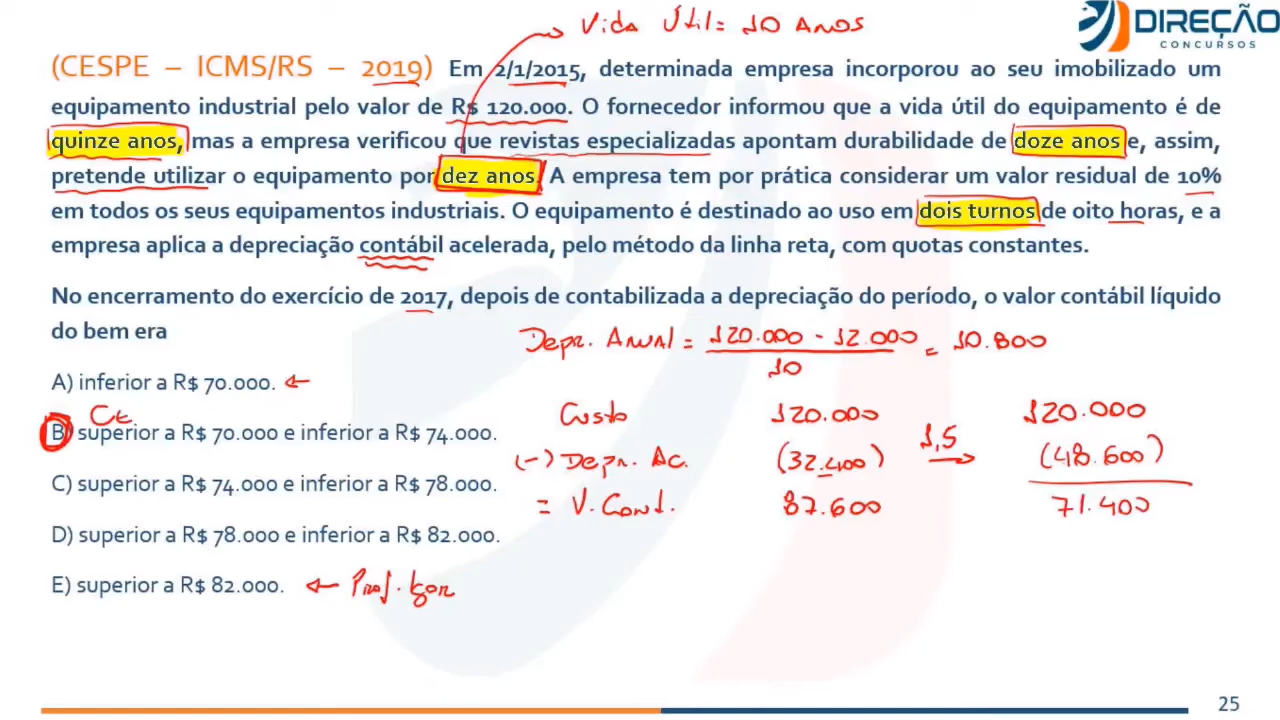 → Vida Útil = 10 Anos
DIREÇÃO
CONCURSOS
(CESPE – ICMS/RS – 2019) Em 2/1/2015, determinada empresa incorporou ao seu imobilizado um
equipamento industrial pelo valor de R$ 120.000. O fornecedor informou que a vida útil do equipamento é de
quinze anos, mas a empresa verificou que revistas especializadas apontam durabilidade de doze anos e, assim,
pretende utilizar o equipamento por dez anos. A empresa tem por prática considerar um valor residual de 10%
em todos os seus equipamentos industriais. O equipamento é destinado ao uso em dois turnos de oito horas, e a
empresa aplica a depreciação contábil acelerada, pelo método da linha reta, com quotas constantes.
No encerramento do exercício de 2017, depois de contabilizada a depreciação do período, o valor contábil líquido
do bem era
Depr. Anual = 120.000 - 12.000 = 10.800
10
A) inferior a R$ 70.000. ←
Custo 120.000 120.000
B) superior a R$ 70.000 e inferior a R$ 74.000.
(-) Depr. Ac. (32.400) 1,5 → (48.600)
C) superior a R$ 74.000 e inferior a R$ 78.000.
= V. Cont. 87.600 71.400
D) superior a R$ 78.000 e inferior a R$ 82.000.
E) superior a R$ 82.000. ← Prof. Igor
25